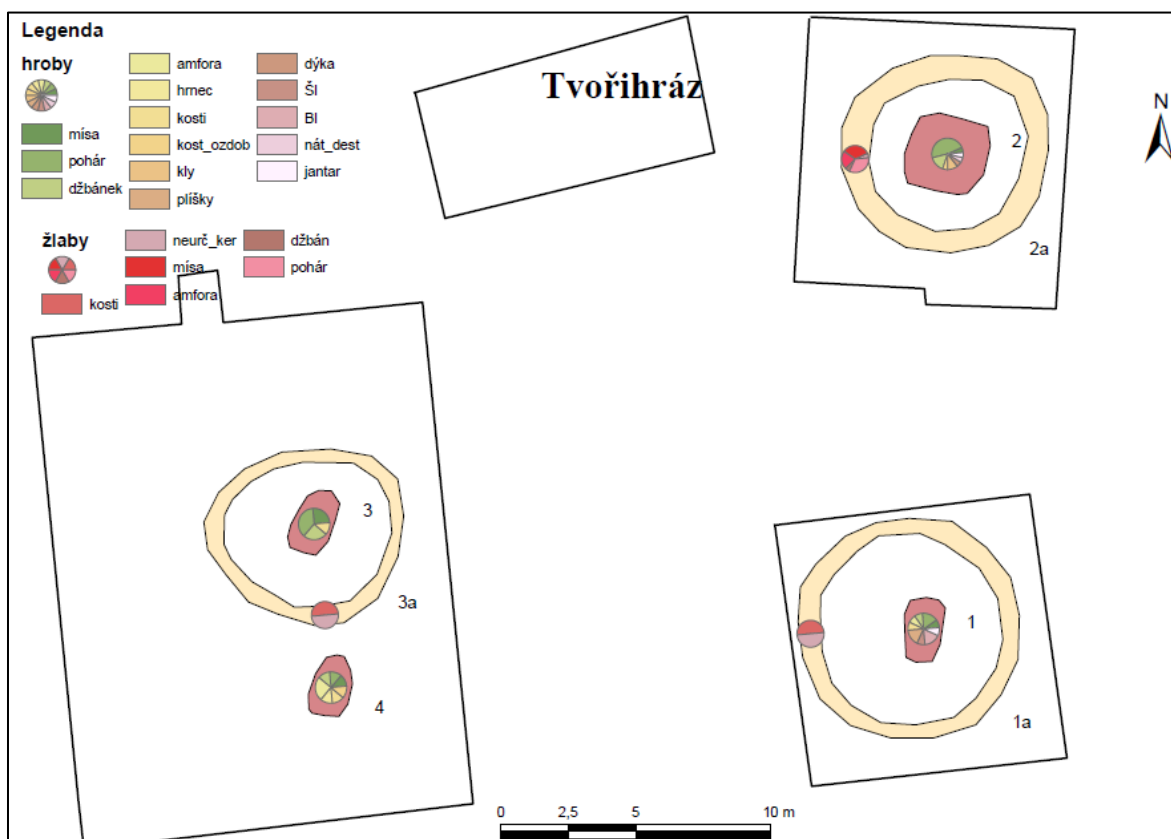 Legenda
hroby
mísa
pohár
džbánek
amfora
hrnec
kosti
kost_ozdob
kly
plíšky
dýka
ŠI
BI
nát_dest
jantar
žlaby
kosti
neurč_ker
mísa
amfora
džbán
pohár
Tvořihráz
N
2
2a
3
3a
4
1
1a
0 2,5 5 10 m